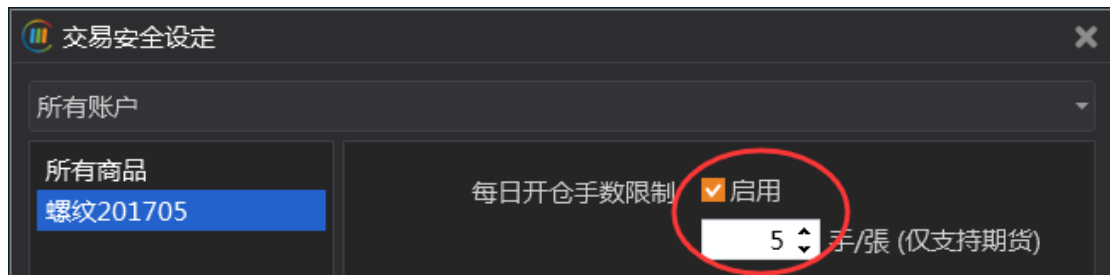 交易安全设定
所有账户
所有商品
螺纹201705
每日开仓手数限制 启用
5 手/張 (仅支持期货)